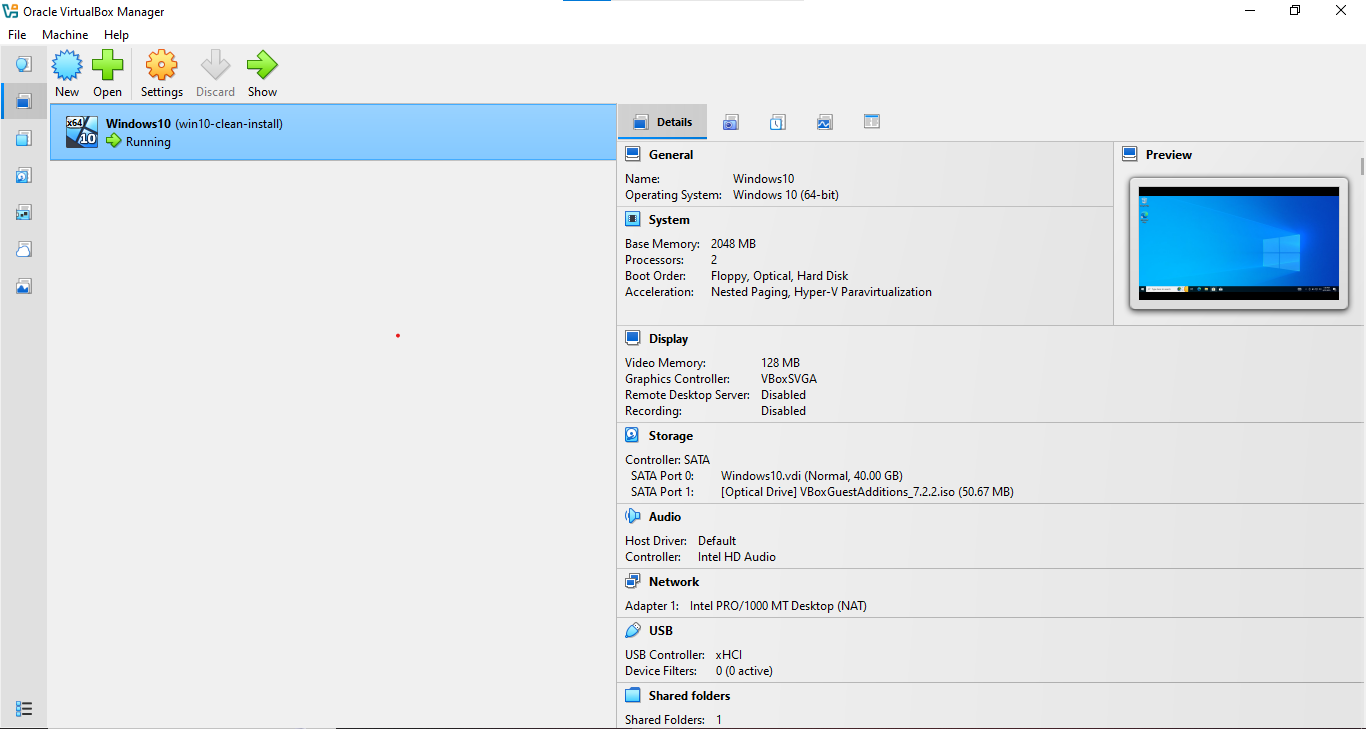 Oracle VirtualBox Manager
File Machine Help
New Open Settings Discard Show
x64 10
Windows10 (win10-clean-install)
Running
Details
General
Name: Windows10
Operating System: Windows 10 (64-bit)
Preview
System
Base Memory: 2048 MB
Processors: 2
Boot Order: Floppy, Optical, Hard Disk
Acceleration: Nested Paging, Hyper-V Paravirtualization
Display
Video Memory: 128 MB
Graphics Controller: VBoxSVGA
Remote Desktop Server: Disabled
Recording: Disabled
Storage
Controller: SATA
SATA Port 0: Windows10.vdi (Normal, 40.00 GB)
SATA Port 1: [Optical Drive] VBoxGuestAdditions_7.2.2.iso (50.67 MB)
Audio
Host Driver: Default
Controller: Intel HD Audio
Network
Adapter 1: Intel PRO/1000 MT Desktop (NAT)
USB
USB Controller: xHCI
Device Filters: 0 (0 active)
Shared folders
Shared Folders: 1